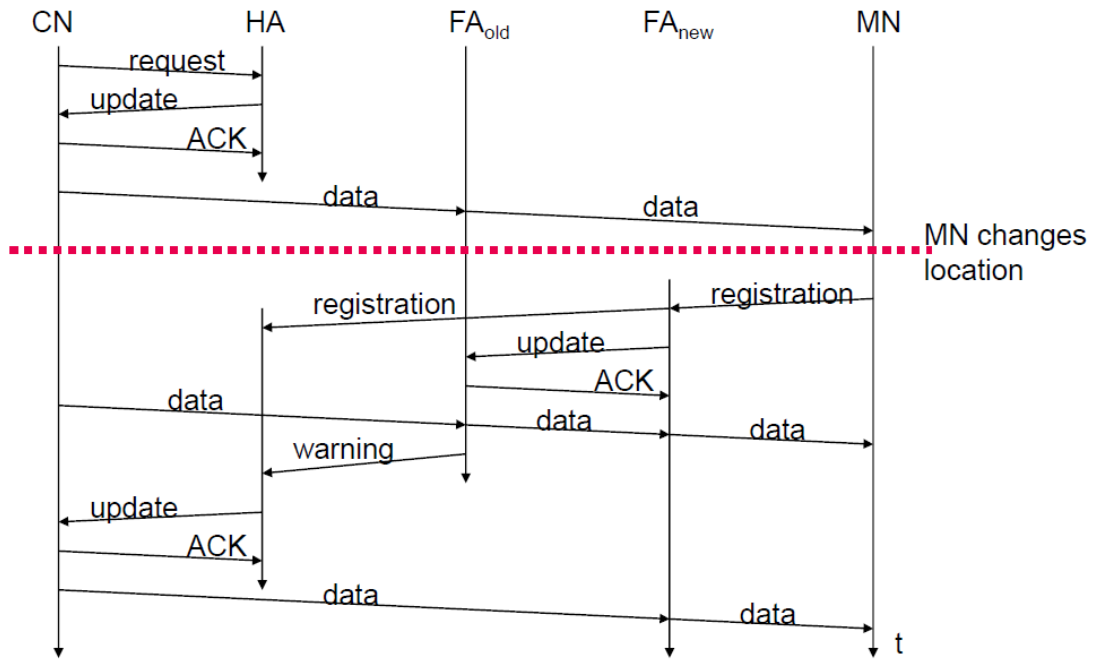 CN HA FAold FAnew MN
request
update
ACK
data data
MN changes
location
registration registration
update
ACK
data data data
warning
update
ACK
data data
t